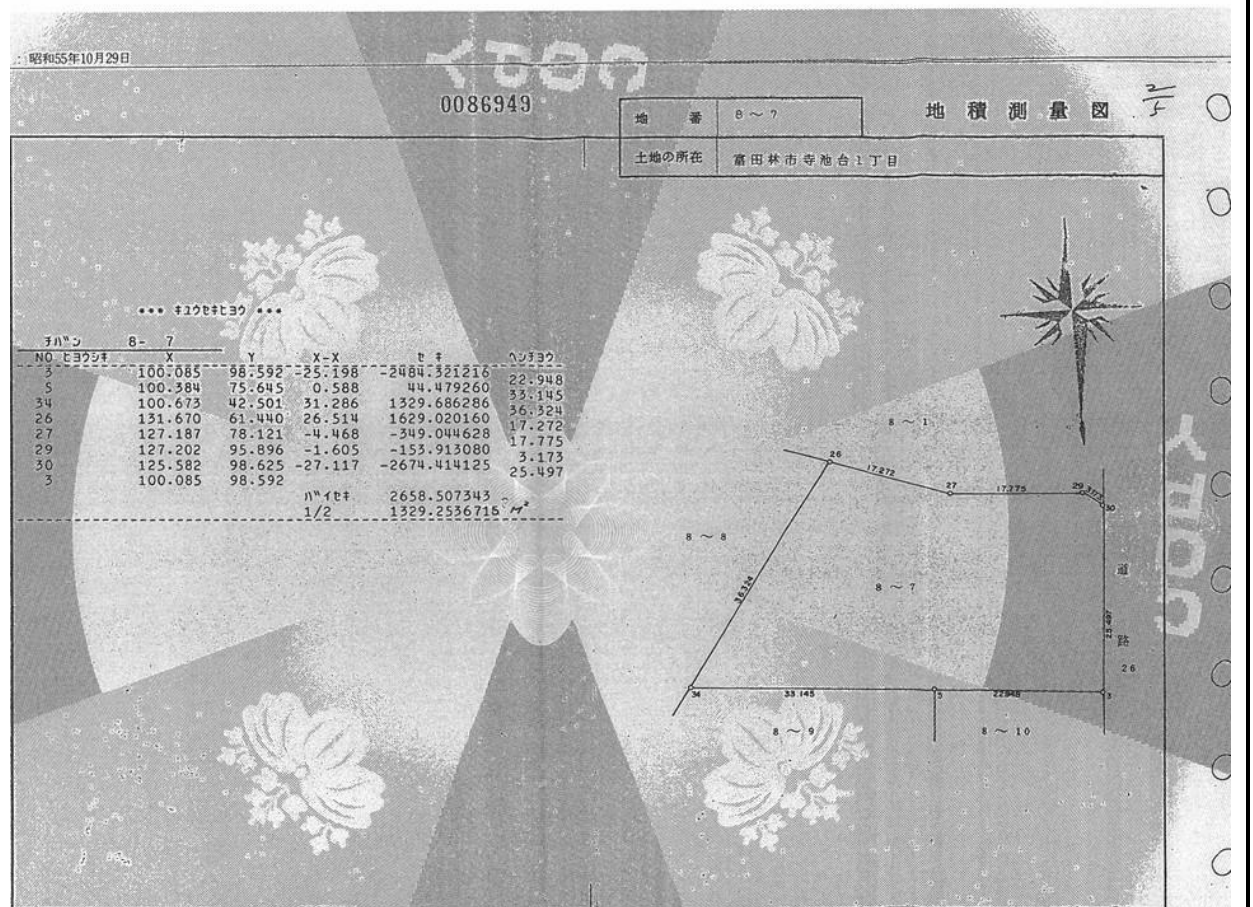 昭和55年10月29日
COPY
0086949
地番 8～7
地積測量図
2/5
土地の所在 富田林市寺池台1丁目
*** キユウセキヒヨウ ***
チバン 8- 7
NO ヒヨウシキ X Y X-X セキ ヘンチヨウ
3 100.085 98.592 -25.198 -2484.321216
22.948
5 100.384 75.645 0.588 44.479260
33.145
34 100.673 42.501 31.286 1329.686286
36.324
26 131.670 61.440 26.514 1629.020160
17.272
27 127.187 78.121 -4.468 -349.044628
17.775
29 127.202 95.896 -1.605 -153.913080
3.173
30 125.582 98.625 -27.117 -2674.414125
25.497
3 100.085 98.592
バイセキ 2658.507343
1/2 1329.2536715 M²
8～1
26
17.272
27
17.775
29
3.173
30
8～8
36.324
8～7
道路
25.497
26
34
33.145
5
22.948
3
8～9
8～10
COPY